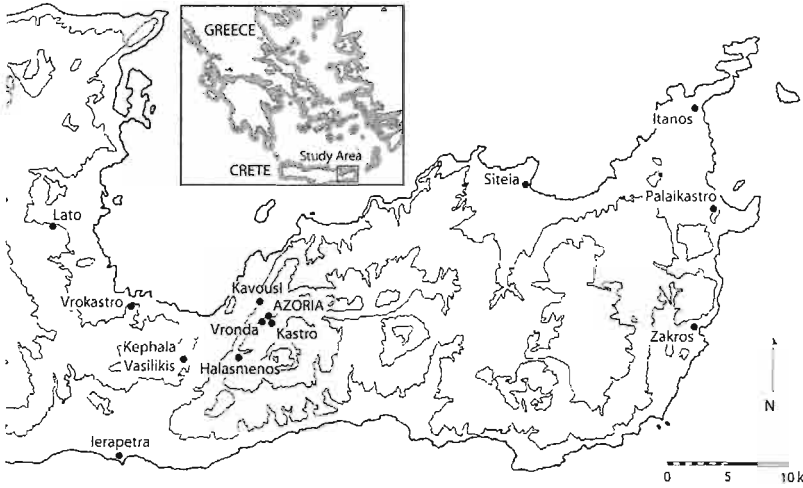 GREECE
Study Area
CRETE
Itanos
Siteia
Palaikastro
Lato
Kavousi
AZORIA
Vrokastro
Vronda
Kastro
Zakros
Kephala
Vasilikis
Halasmenos
N
Ierapetra
0 5 10 k